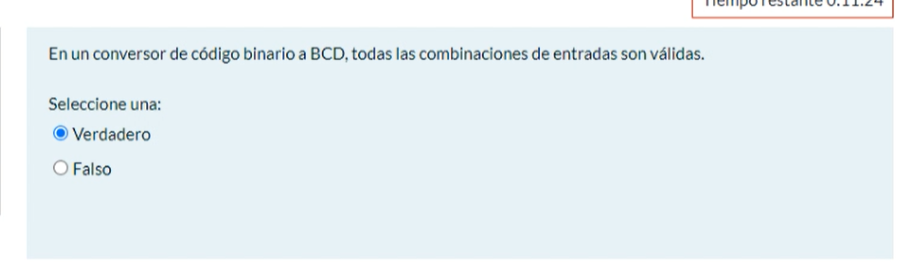 Tiempo restante 0:11:24
En un conversor de código binario a BCD, todas las combinaciones de entradas son válidas.
Seleccione una:
Verdadero
Falso